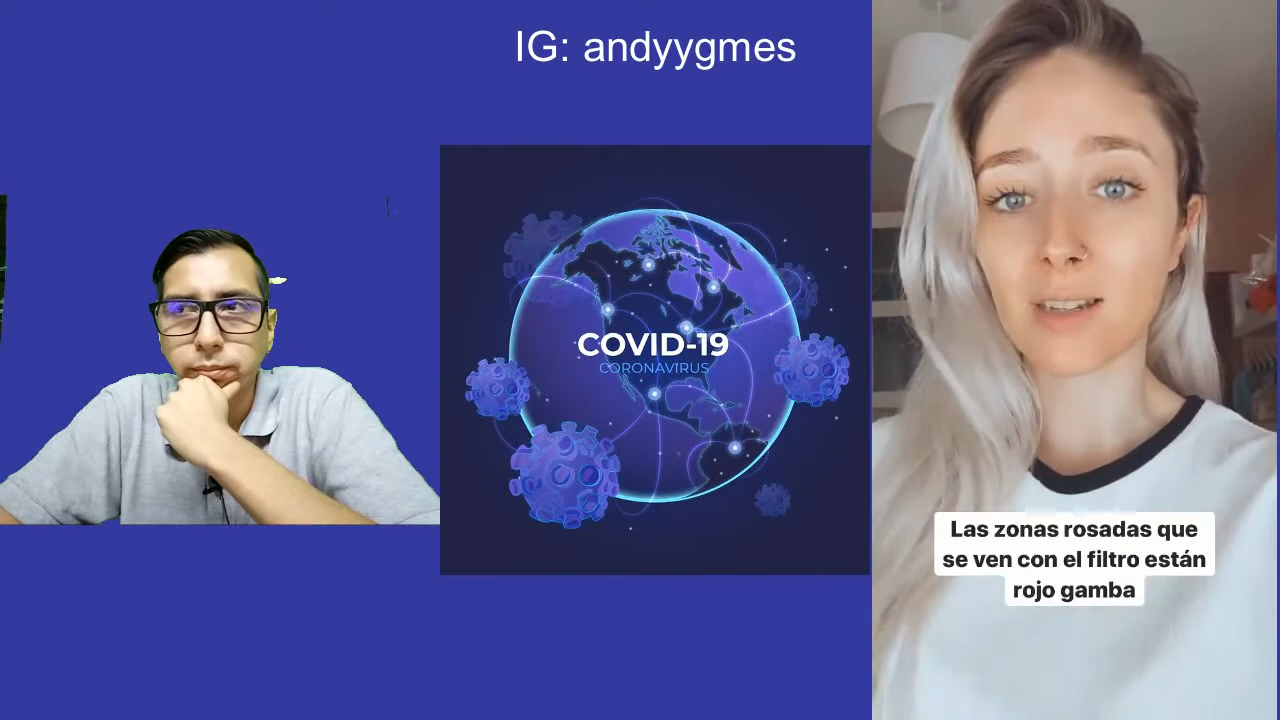 IG: andyygmes
COVID-19
CORONAVIRUS
Las zonas rosadas que
se ven con el filtro están
rojo gamba